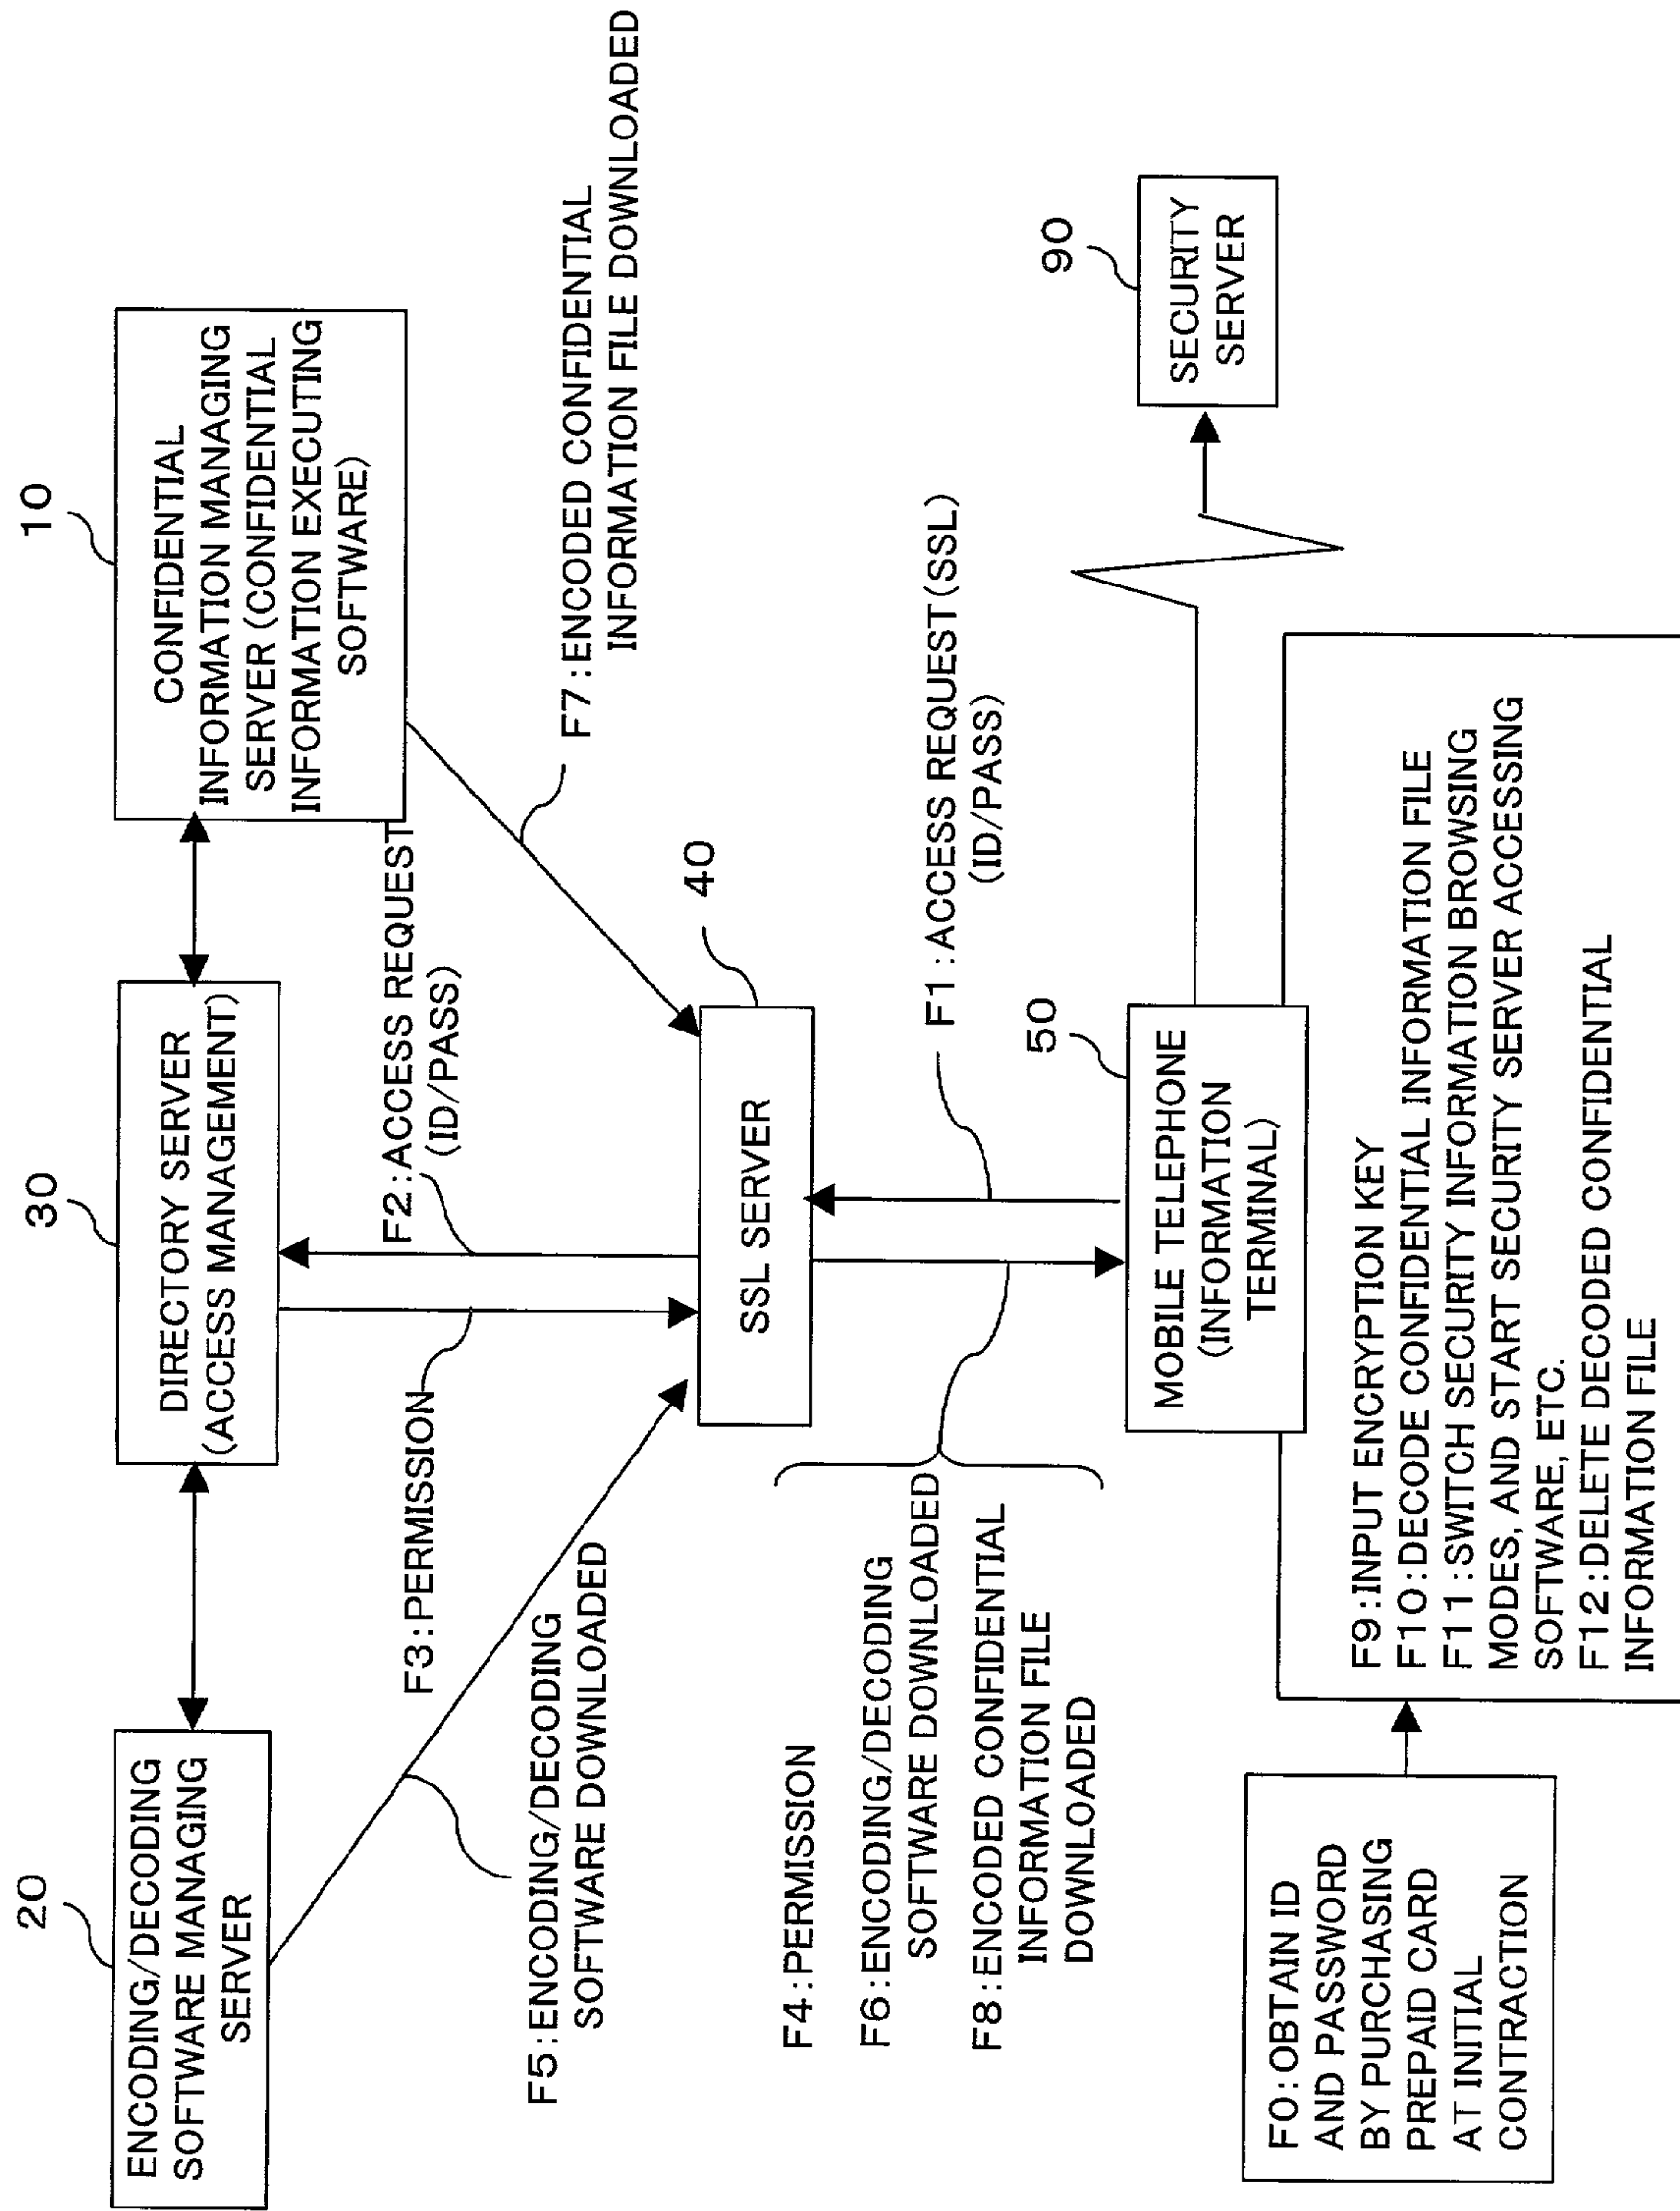 20
ENCODING/DECODING
SOFTWARE MANAGING
SERVER
30
DIRECTORY SERVER
(ACCESS MANAGEMENT)
10
CONFIDENTIAL
INFORMATION MANAGING
SERVER (CONFIDENTIAL
INFORMATION EXECUTING
SOFTWARE)
F2:ACCESS REQUEST
(ID/PASS)
F3:PERMISSION
F5:ENCODING/DECODING
SOFTWARE DOWNLOADED
F7:ENCODED CONFIDENTIAL
INFORMATION FILE DOWNLOADED
40
SSL SERVER
F4:PERMISSION
F6:ENCODING/DECODING
SOFTWARE DOWNLOADED
F8:ENCODED CONFIDENTIAL
INFORMATION FILE
DOWNLOADED
F1:ACCESS REQUEST(SSL)
(ID/PASS)
50
MOBILE TELEPHONE
(INFORMATION
TERMINAL)
90
SECURITY
SERVER
F0:OBTAIN ID
AND PASSWORD
BY PURCHASING
PREPAID CARD
AT INITIAL
CONTRACTION
F9:INPUT ENCRYPTION KEY
F10:DECODE CONFIDENTIAL INFORMATION FILE
F11:SWITCH SECURITY INFORMATION BROWSING
MODES, AND START SECURITY SERVER ACCESSING
SOFTWARE, ETC.
F12:DELETE DECODED CONFIDENTIAL
INFORMATION FILE